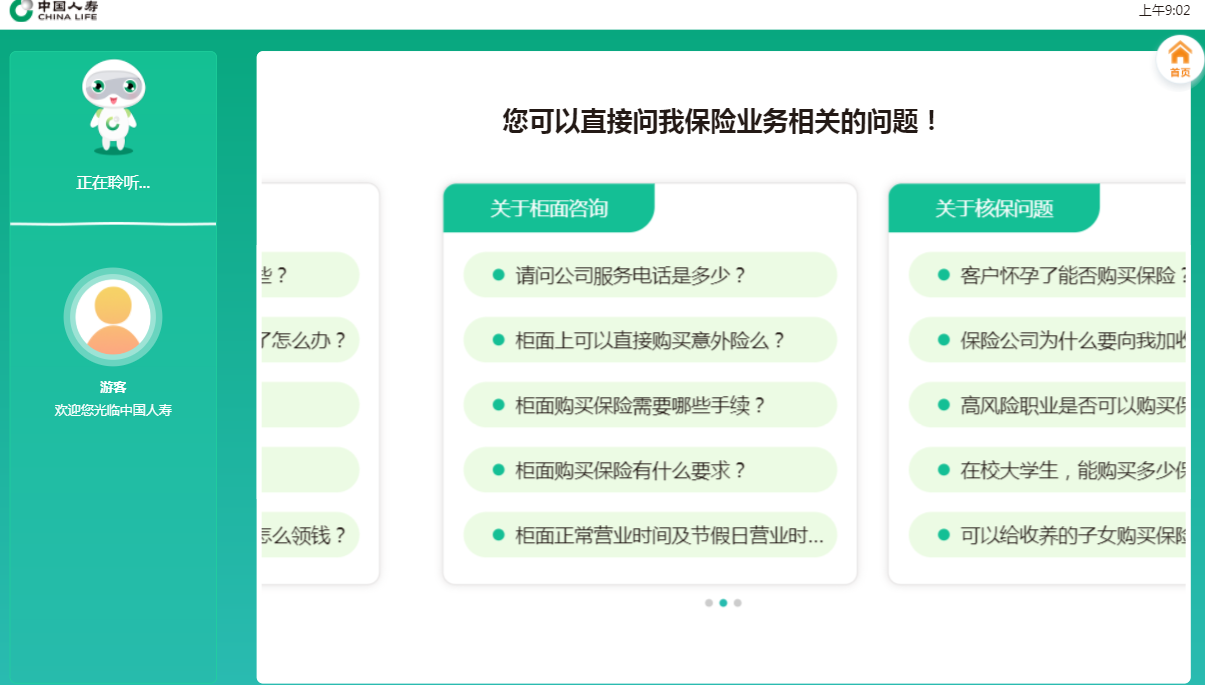 中国人寿
CHINA LIFE
上午9:02
首页
正在聆听...
游客
欢迎您光临中国人寿
您可以直接问我保险业务相关的问题！
些？
了怎么办？
怎么领钱？
关于柜面咨询
请问公司服务电话是多少？
柜面上可以直接购买意外险么？
柜面购买保险需要哪些手续？
柜面购买保险有什么要求？
柜面正常营业时间及节假日营业时...
关于核保问题
客户怀孕了能否购买保险？
保险公司为什么要向我加收
高风险职业是否可以购买保
在校大学生，能购买多少保
可以给收养的子女购买保险